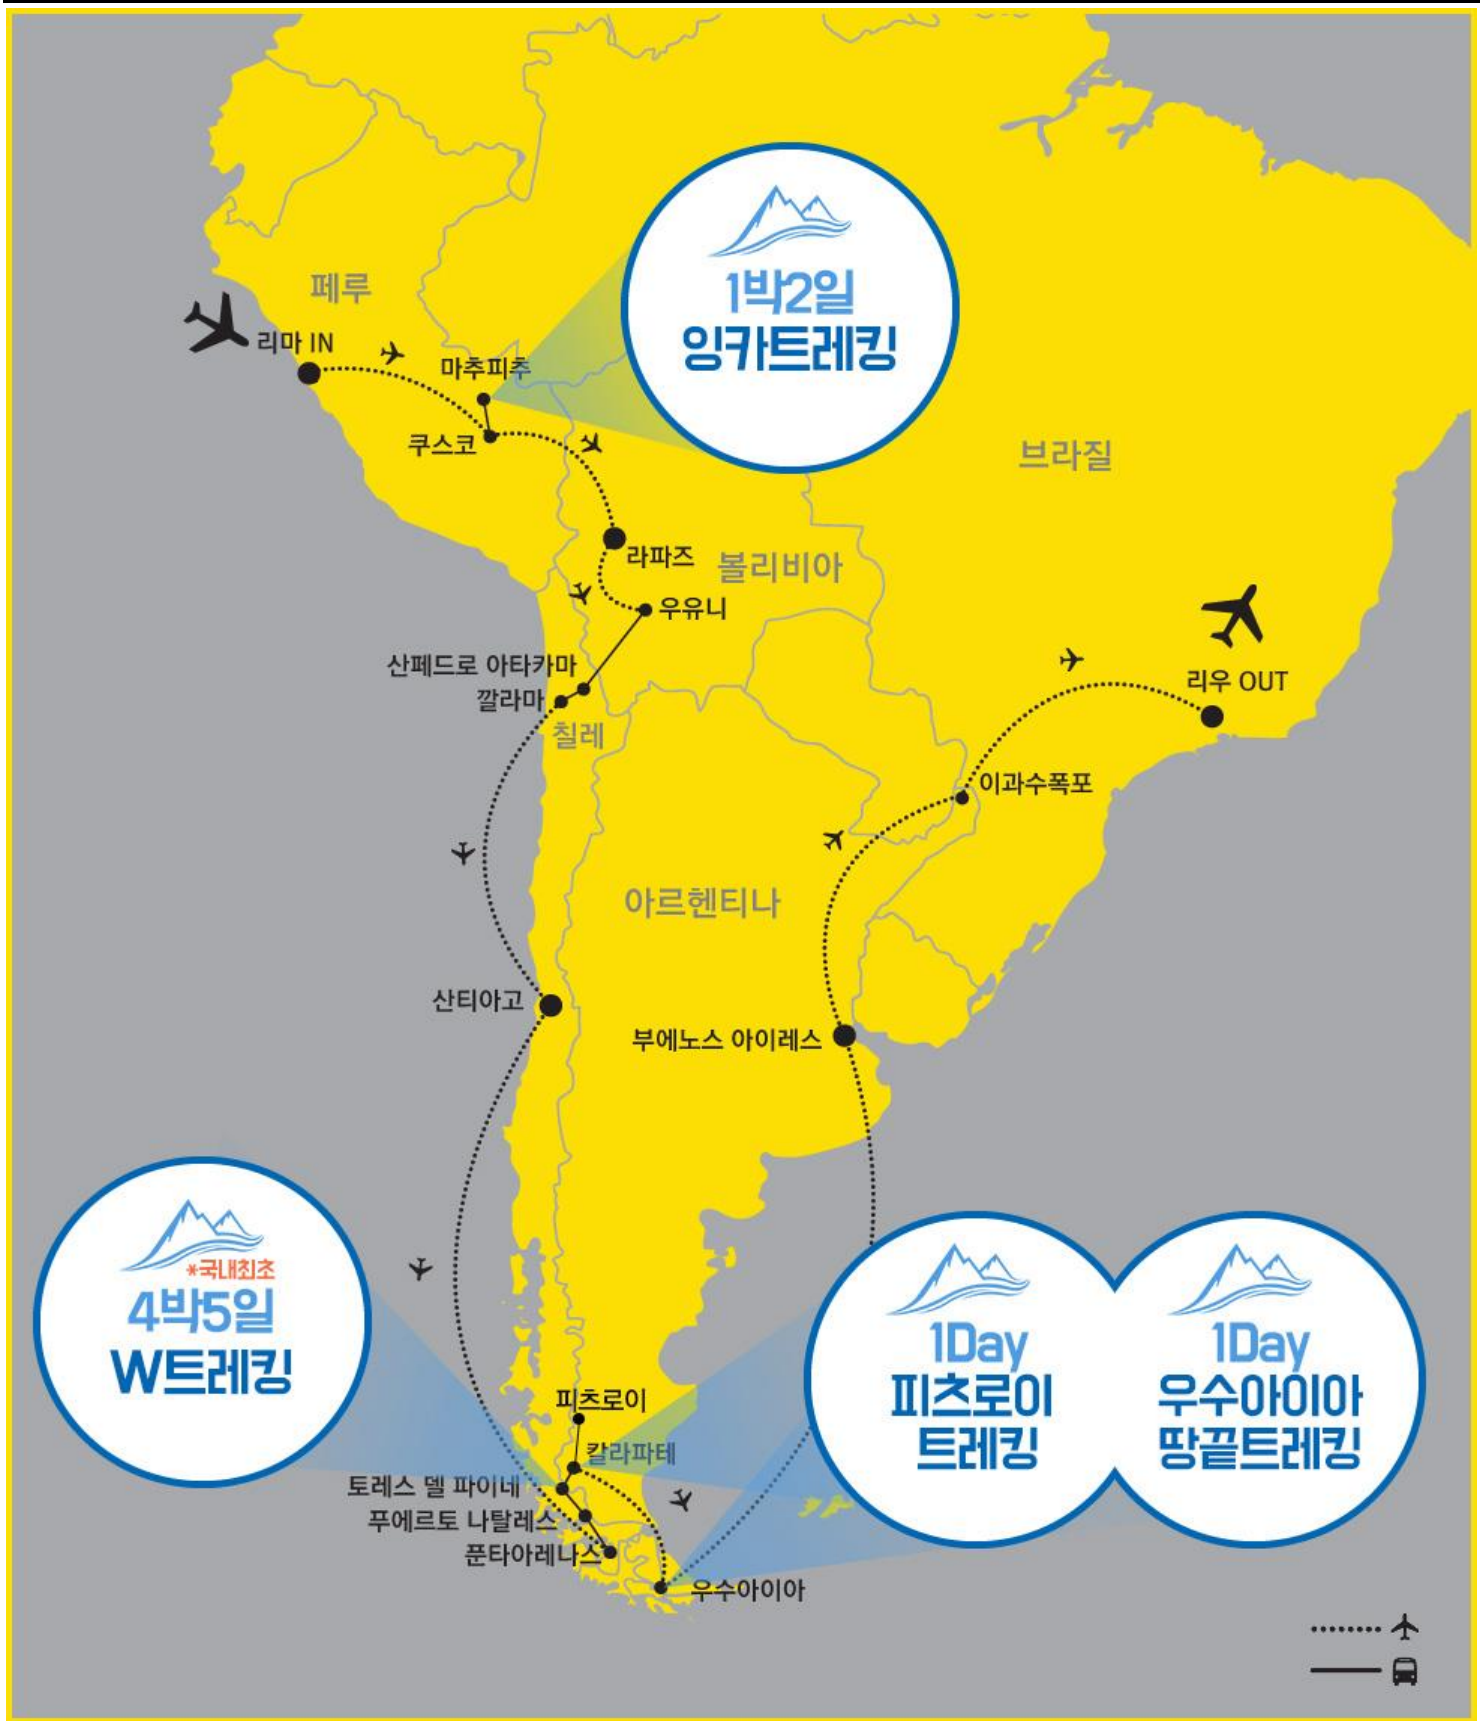 1박2일
잉카트레킹
페루
리마 IN
마추피추
쿠스코
브라질
라파즈
볼리비아
우유니
산페드로 아타카마
깔라마
칠레
리우 OUT
이과수폭포
아르헨티나
산티아고
부에노스 아이레스
*국내최초
4박5일
W트레킹
1Day
피츠로이
트레킹
1Day
우수아이아
땅끝트레킹
피츠로이
칼라파테
토레스 델 파이네
푸에르토 나탈레스
푼타아레나스
우수아이아